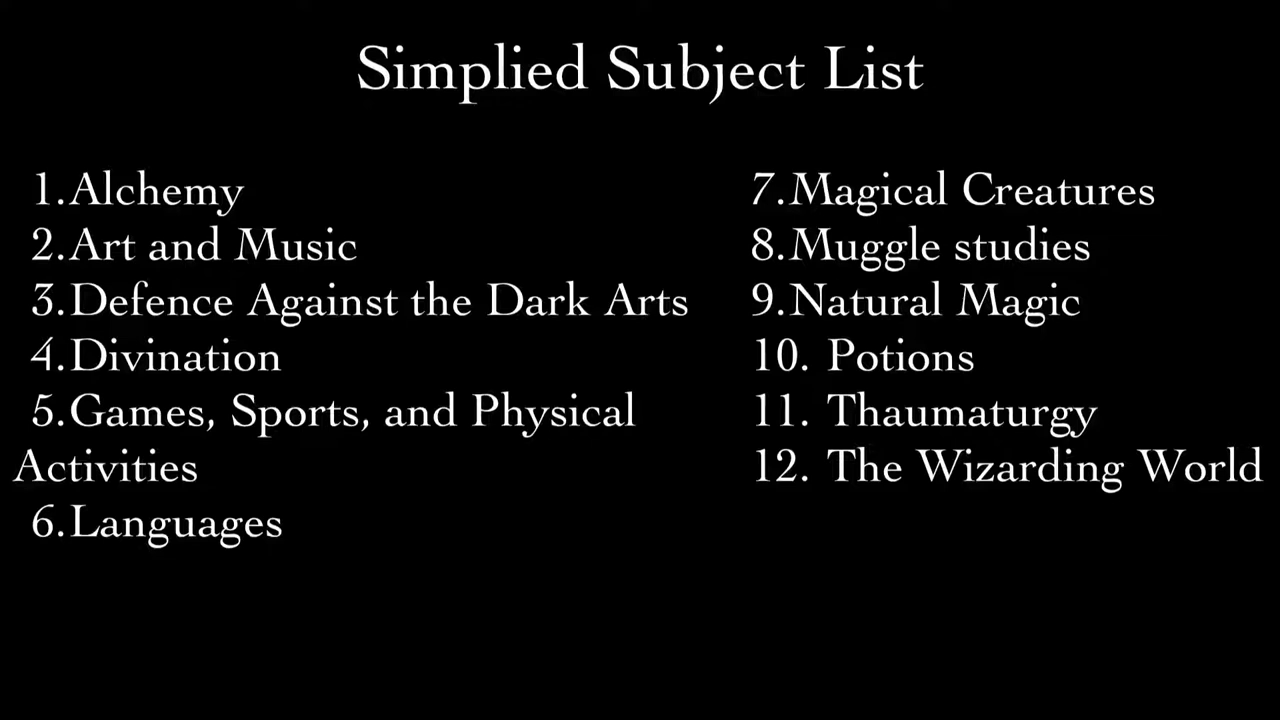 Simplied Subject List
1.Alchemy
2.Art and Music
3.Defence Against the Dark Arts
4.Divination
5.Games, Sports, and Physical
Activities
6.Languages
7.Magical Creatures
8.Muggle studies
9.Natural Magic
10. Potions
11. Thaumaturgy
12. The Wizarding World